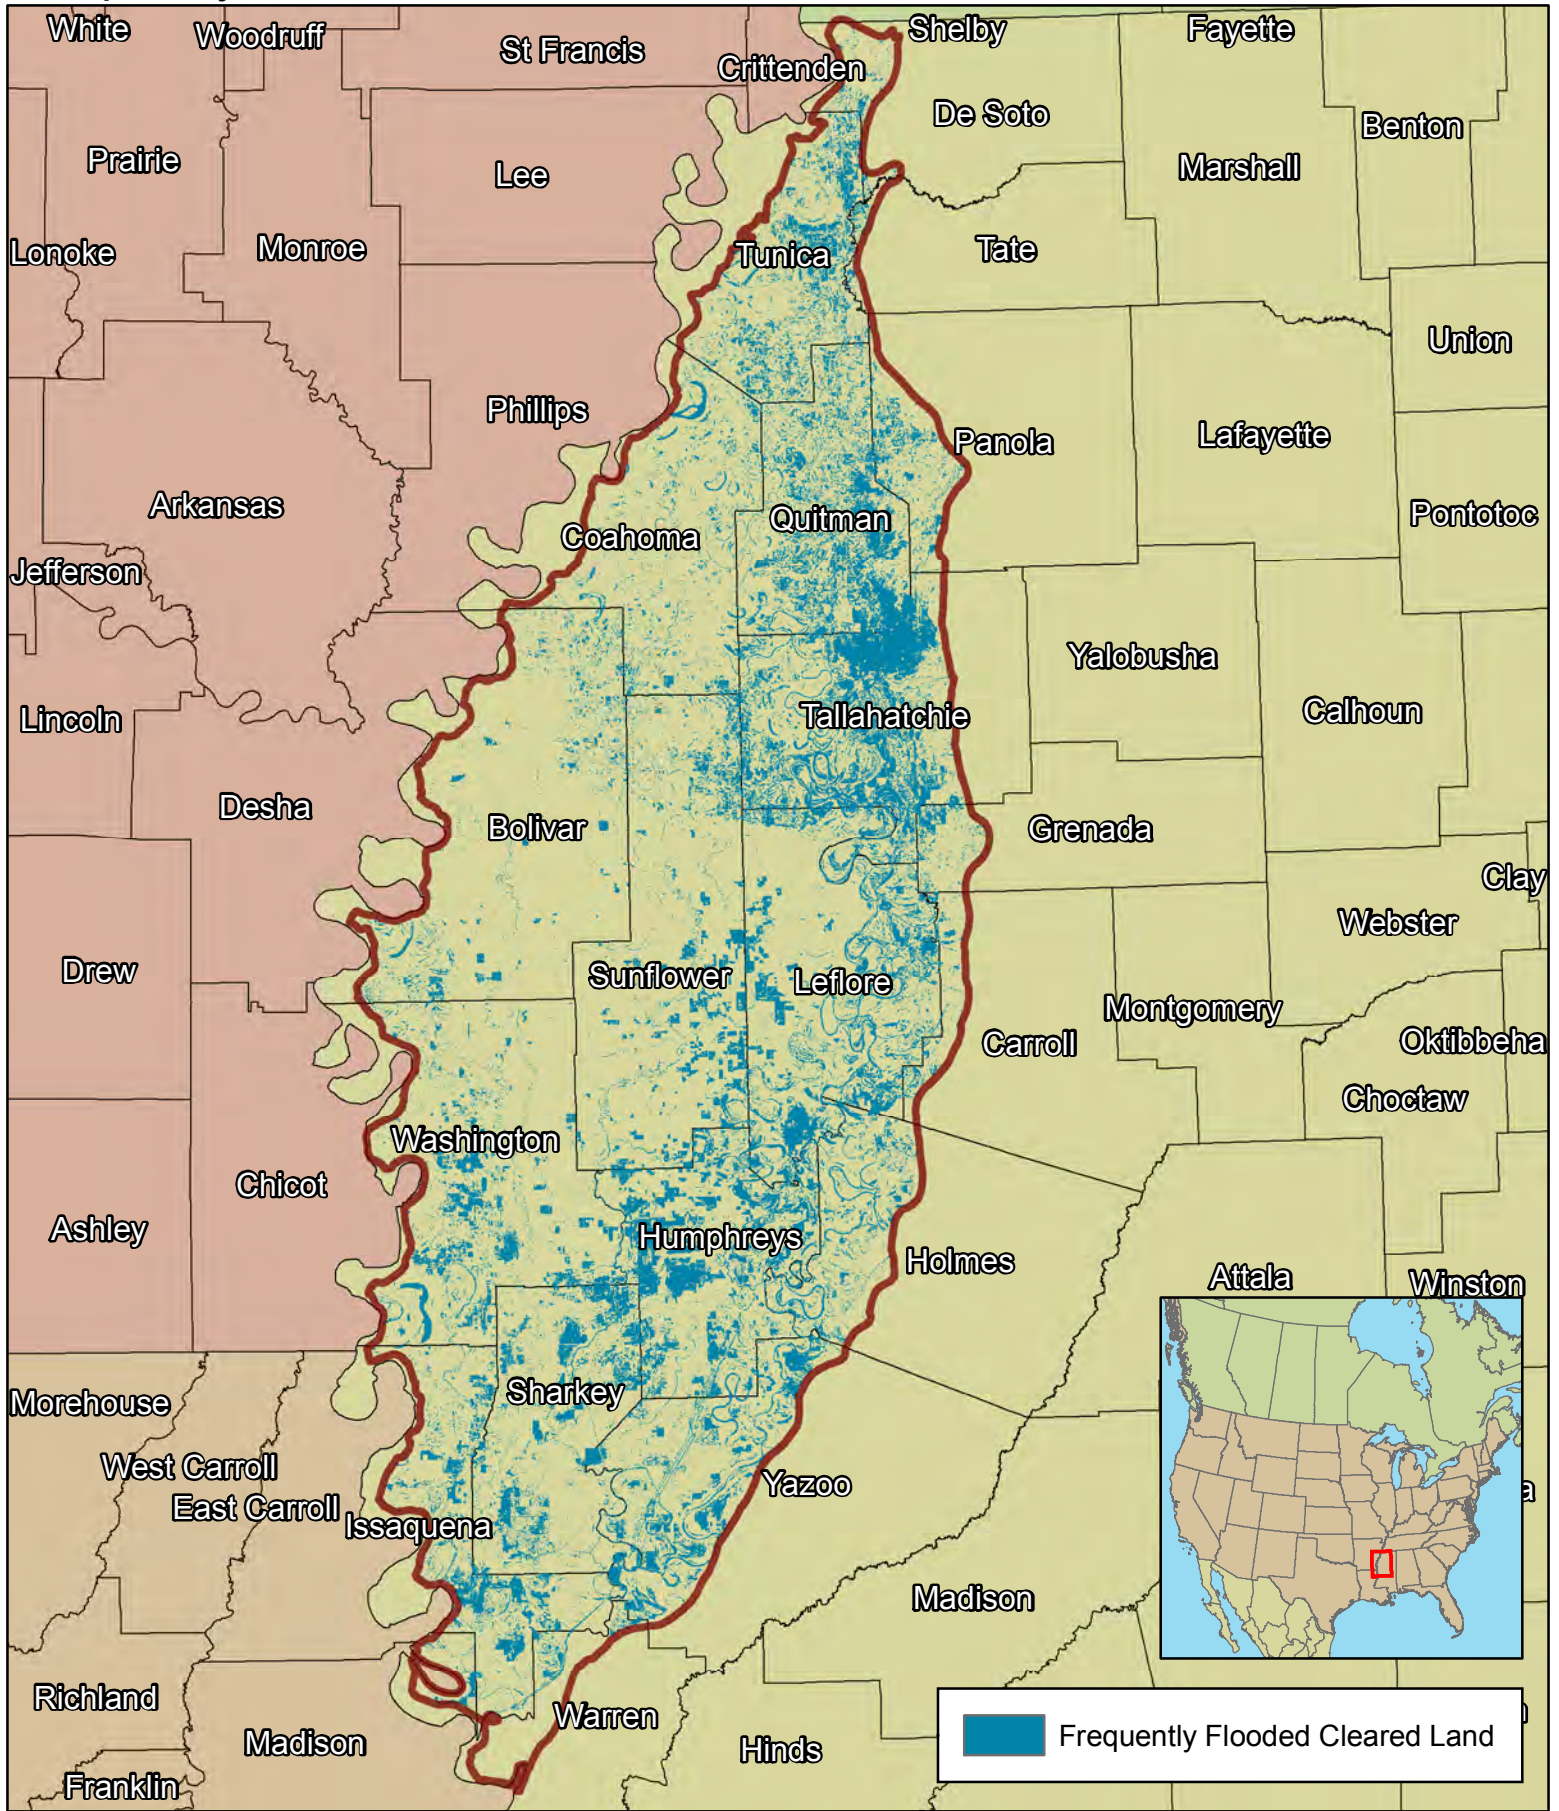 White
Woodruff
St Francis
Crittenden
Shelby
Fayette
De Soto
Benton
Prairie
Lee
Marshall
Lonoke
Monroe
Tunica
Tate
Union
Phillips
Panola
Lafayette
Arkansas
Coahoma
Quitman
Pontotoc
Jefferson
Yalobusha
Lincoln
Tallahatchie
Calhoun
Desha
Bolivar
Grenada
Clay
Webster
Drew
Sunflower
Leflore
Montgomery
Carroll
Oktibbeha
Choctaw
Washington
Chicot
Ashley
Humphreys
Holmes
Attala
Winston
Morehouse
Sharkey
West Carroll
East Carroll
Yazoo
Issaquena
Madison
Richland
Warren
Madison
Hinds
Franklin
Frequently Flooded Cleared Land